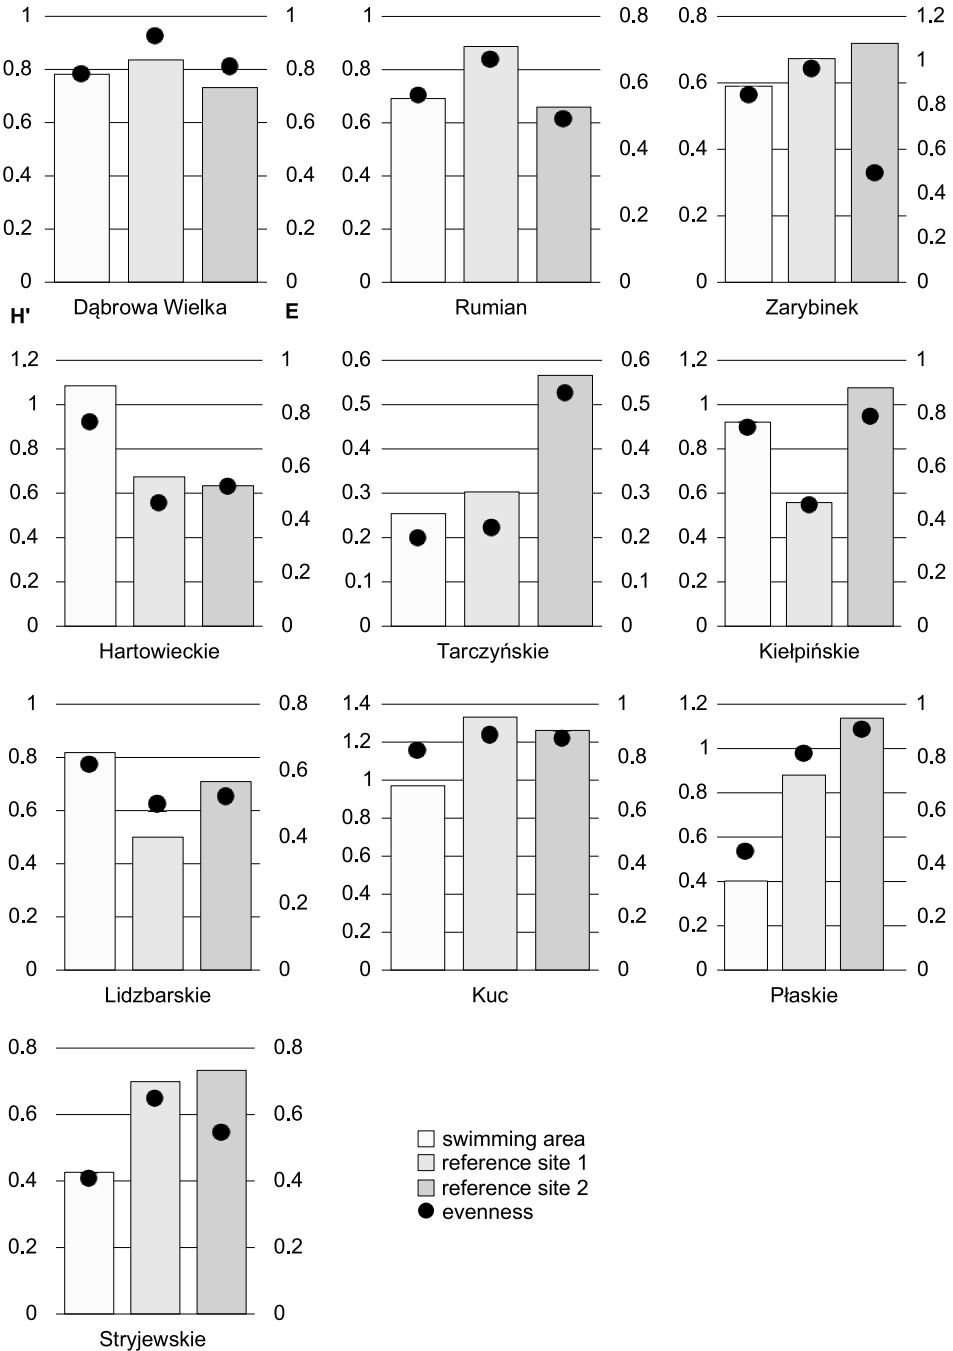 1 1 1 0.8 0.8 1.2
0.8 0.8 0.8 0.6 0.6 1
0.6 0.6 0.6 0.4 0.4 0.8
0.4 0.4 0.4 0.2 0.2 0.6
0.2 0.2 0.2 0 0 0.4
0 0 0 0.2
0
Dąbrowa Wielka Rumian Zarybinek
H' E
1.2 1 0.6 0.6 1.2 1
1 0.8 0.5 0.5 1 0.8
0.8 0.6 0.4 0.4 0.8 0.6
0.6 0.4 0.3 0.3 0.6 0.4
0.4 0.2 0.2 0.2 0.4 0.2
0.2 0 0.1 0.1 0.2 0
0 0 0 0
Hartowieckie Tarczyńskie Kiełpińskie
1 0.8 1.4 1 1.2 1
0.8 0.6 1.2 0.8 1 0.8
0.6 0.4 1 0.6 0.8 0.6
0.4 0.2 0.8 0.4 0.6 0.4
0.2 0 0.6 0.2 0.4 0.2
0 0.4 0 0.2 0
0.2 0
0
Lidzbarskie Kuc Płaskie
0.8 0.8
0.6 0.6
0.4 0.4
0.2 0.2
0 0
Stryjewskie
swimming area
reference site 1
reference site 2
evenness